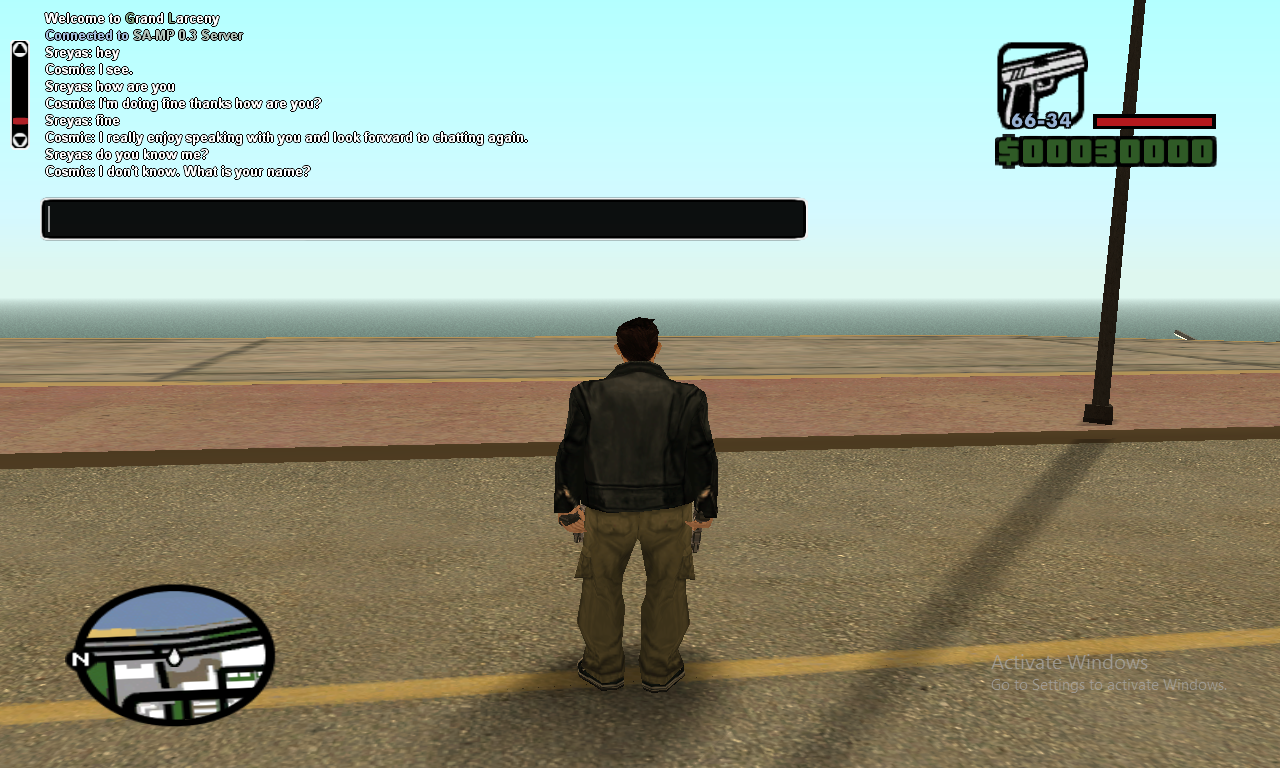 Welcome to Grand Larceny
Connected to SA-MP 0.3 Server
Sreyas: hey
Cosmic: I see.
Sreyas: how are you
Cosmic: I'm doing fine thanks how are you?
Sreyas: fine
Cosmic: I really enjoy speaking with you and look forward to chatting again.
Sreyas: do you know me?
Cosmic: I don't know. What is your name?
66-34
$00030000
N
Activate Windows
Go to Settings to activate Windows.